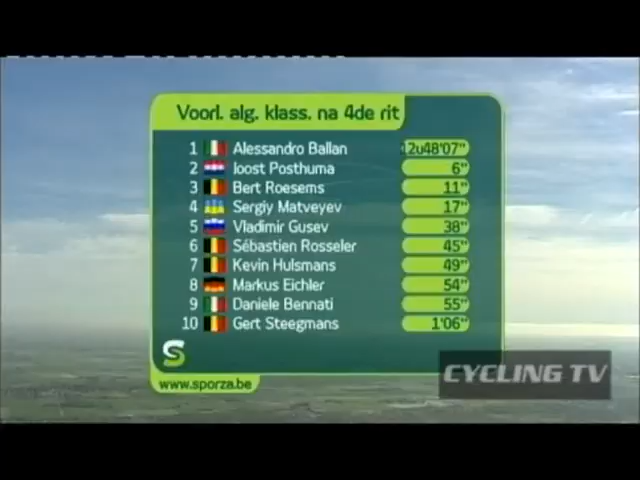 Voorl. alg. klass. na 4de rit
1 Alessandro Ballan 12u48'07"
2 Joost Posthuma 6"
3 Bert Roesems 11"
4 Sergiy Matveyev 17"
5 Vladimir Gusev 38"
6 Sébastien Rosseler 45"
7 Kevin Hulsmans 49"
8 Markus Eichler 54"
9 Daniele Bennati 55"
10 Gert Steegmans 1'06"
S
www.sporza.be
CYCLING TV